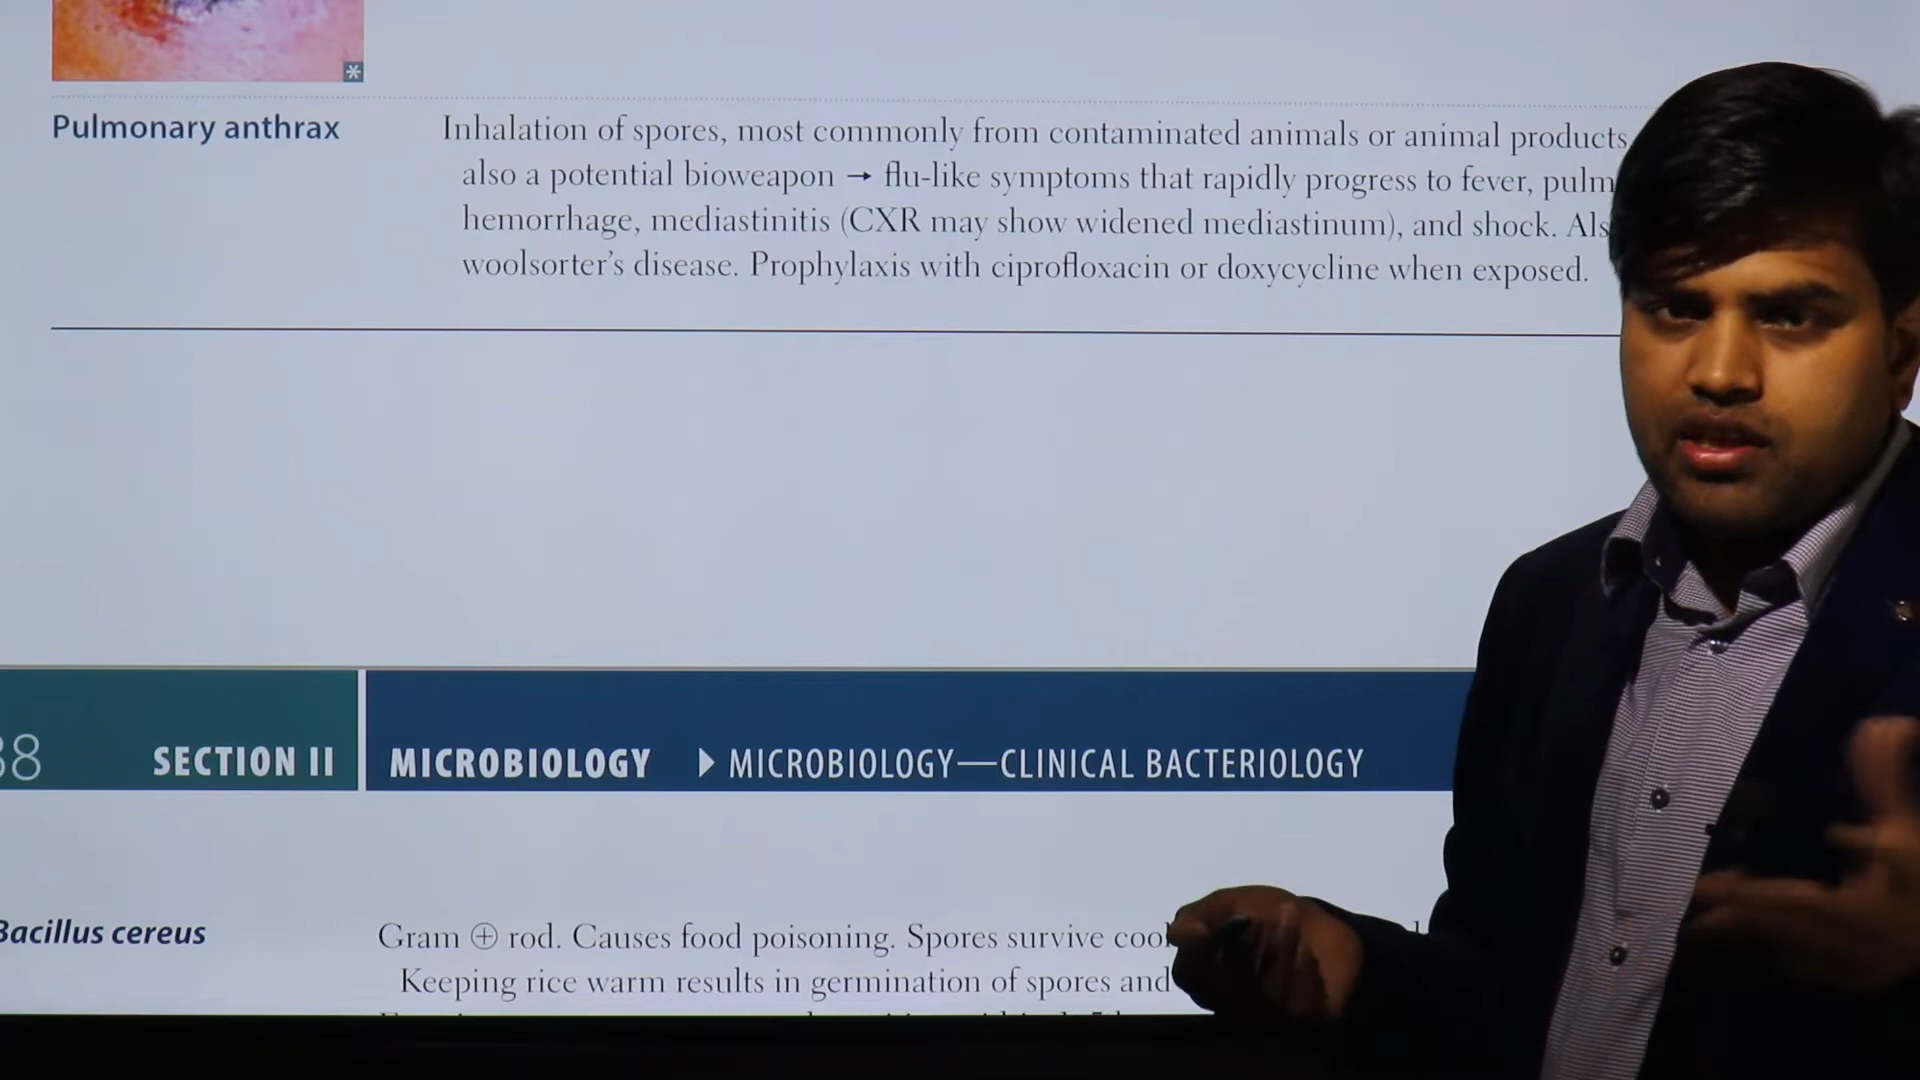 Pulmonary anthrax
Inhalation of spores, most commonly from contaminated animals or animal products,
also a potential bioweapon → flu-like symptoms that rapidly progress to fever, pulm
hemorrhage, mediastinitis (CXR may show widened mediastinum), and shock. Als
woolsorter's disease. Prophylaxis with ciprofloxacin or doxycycline when exposed.
38 SECTION II MICROBIOLOGY ▶ MICROBIOLOGY—CLINICAL BACTERIOLOGY
Bacillus cereus
Gram ⊕ rod. Causes food poisoning. Spores survive cool
Keeping rice warm results in germination of spores and